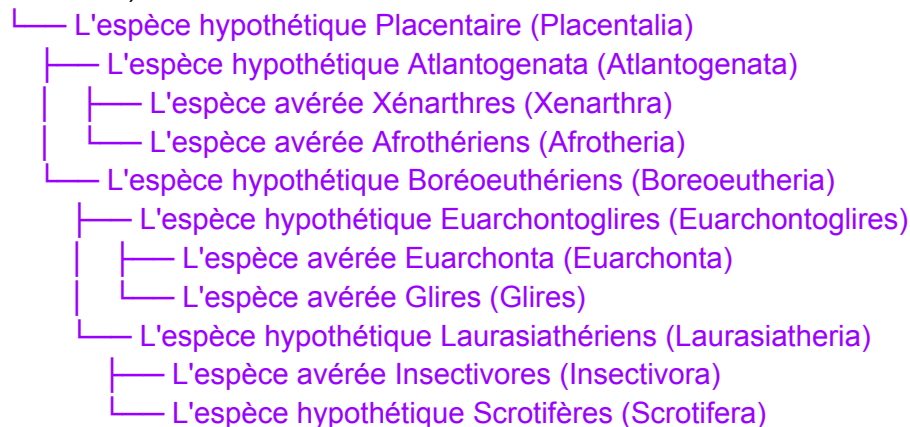 └── L'espèce hypothétique Placentaire (Placentalia)
├── L'espèce hypothétique Atlantogenata (Atlantogenata)
│ ├── L'espèce avérée Xénarthres (Xenarthra)
│ └── L'espèce avérée Afrothériens (Afrotheria)
└── L'espèce hypothétique Boréoeuthériens (Boreoeutheria)
├── L'espèce hypothétique Euarchontoglires (Euarchontoglires)
│ ├── L'espèce avérée Euarchonta (Euarchonta)
│ └── L'espèce avérée Glires (Glires)
└── L'espèce hypothétique Laurasiathériens (Laurasiatheria)
├── L'espèce avérée Insectivores (Insectivora)
└── L'espèce hypothétique Scrotifères (Scrotifera)